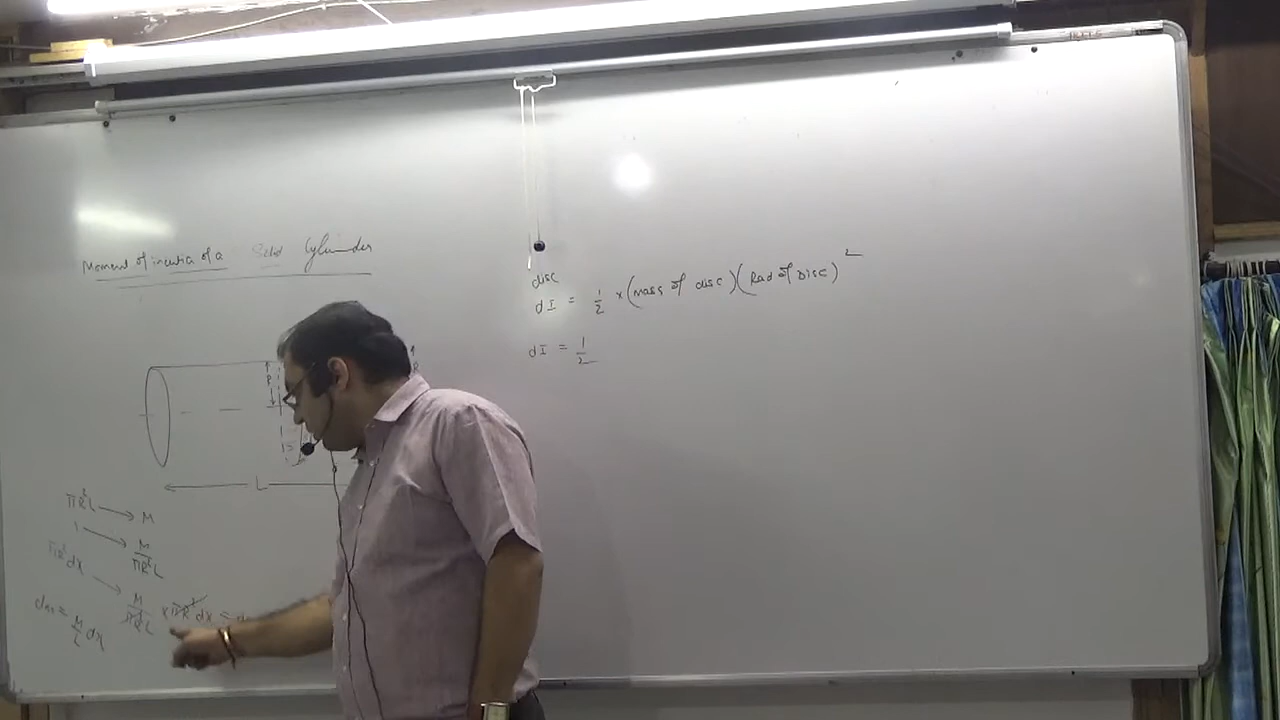 Moment of inertia of a Solid Cylinder
R
R
L
πR²L → M
1 → M/πR²L
πR²dx → M/πR²L × πR²dx =
dm = M/L dx
disc
dI = 1/2 × (mass of disc)(Rad of Disc)²
dI = 1/2